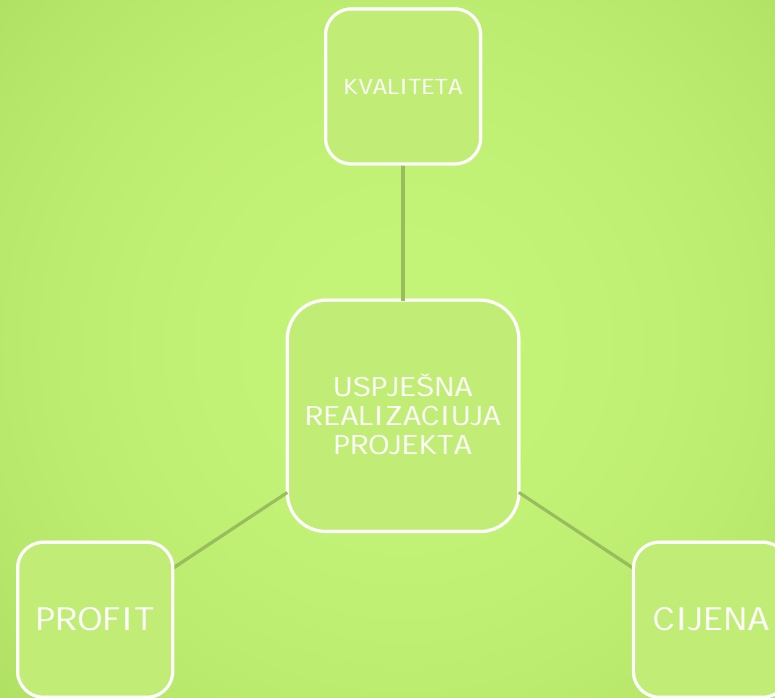 KVALITETA
USPJEŠNA
REALIZACIUJA
PROJEKTA
PROFIT
CIJENA